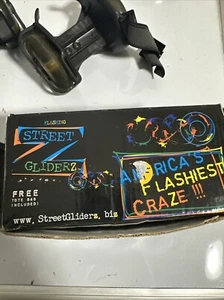 FLASHING
STREET
GLIDERZ
FREE
TOTE BAG
INCLUDED!
www.StreetGliders.biz
AMERICA'S
FLASHIEST
CRAZE !!!